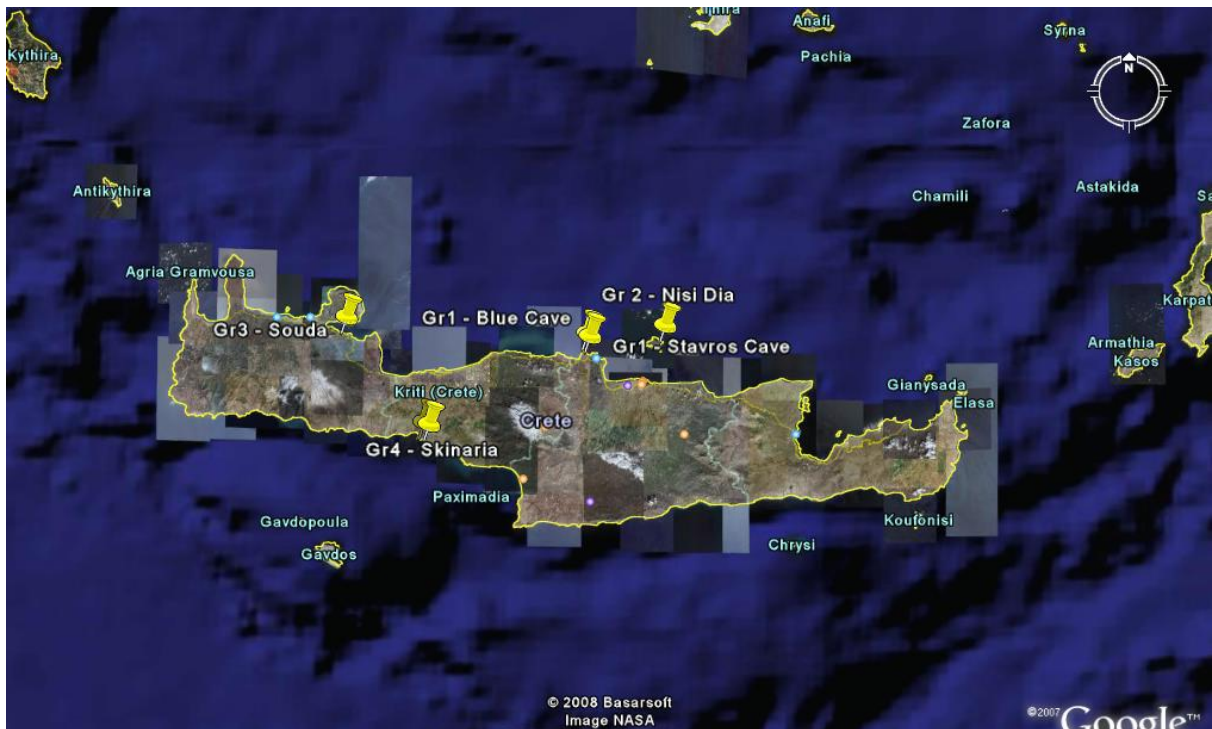 Thira
Anafi
Kythira
Syrna
Pachia
N
Zafora
Antikythira
Chamili
Astakida
Agria Gramvousa
Gr 2 - Nisi Dia
Karpat
Gr1 - Blue Cave
Gr3 - Souda
Gr1 - Stavros Cave
Armathia
Kasos
Kriti (Crete)
Gianysada
Elasa
Crete
Gr4 - Skinaria
Paximadia
Gavdopoula
Koufonisi
Gavdos
Chrysi
© 2008 Basarsoft
Image NASA
©2007 Google™